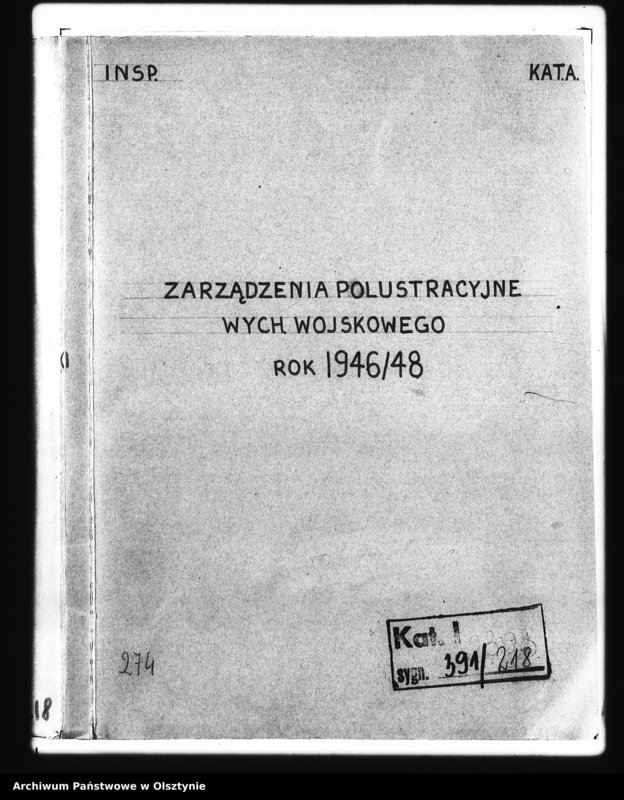 INSP.
KAT.A.
ZARZĄDZENIA POLUSTRACYJNE
WYCH. WOJSKOWEGO
ROK 1946/48
Kat. I
sygn. 391/218
274
18
Archiwum Państwowe w Olsztynie